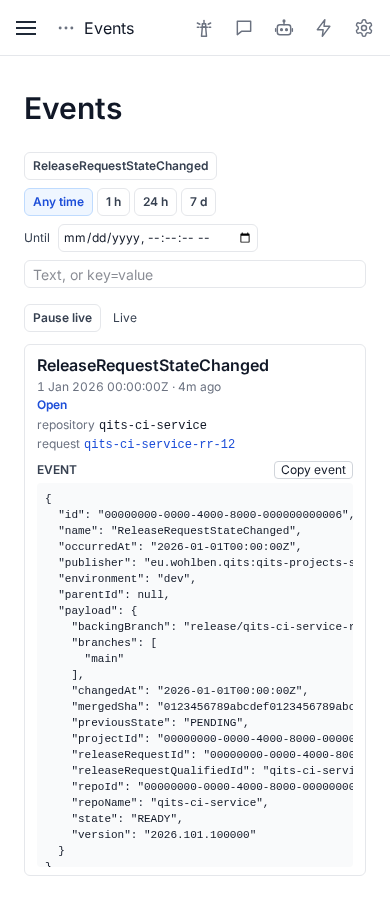 Events
Events
ReleaseRequestStateChanged
Any time 1 h 24 h 7 d
Until mm/dd/yyyy, --:--:-- --
Text, or key=value
Pause live Live
ReleaseRequestStateChanged
1 Jan 2026 00:00:00Z · 4m ago
Open
repository qits-ci-service
request qits-ci-service-rr-12
EVENT Copy event
{
"id": "00000000-0000-4000-8000-000000000006",
"name": "ReleaseRequestStateChanged",
"occurredAt": "2026-01-01T00:00:00Z",
"publisher": "eu.wohlben.qits:qits-projects-s
"environment": "dev",
"parentId": null,
"payload": {
"backingBranch": "release/qits-ci-service-r
"branches": [
"main"
],
"changedAt": "2026-01-01T00:00:00Z",
"mergedSha": "0123456789abcdef0123456789abc
"previousState": "PENDING",
"projectId": "00000000-0000-4000-8000-00000
"releaseRequestId": "00000000-0000-4000-800
"releaseRequestQualifiedId": "qits-ci-servi
"repoId": "00000000-0000-4000-8000-00000000
"repoName": "qits-ci-service",
"state": "READY",
"version": "2026.101.100000"
}
}